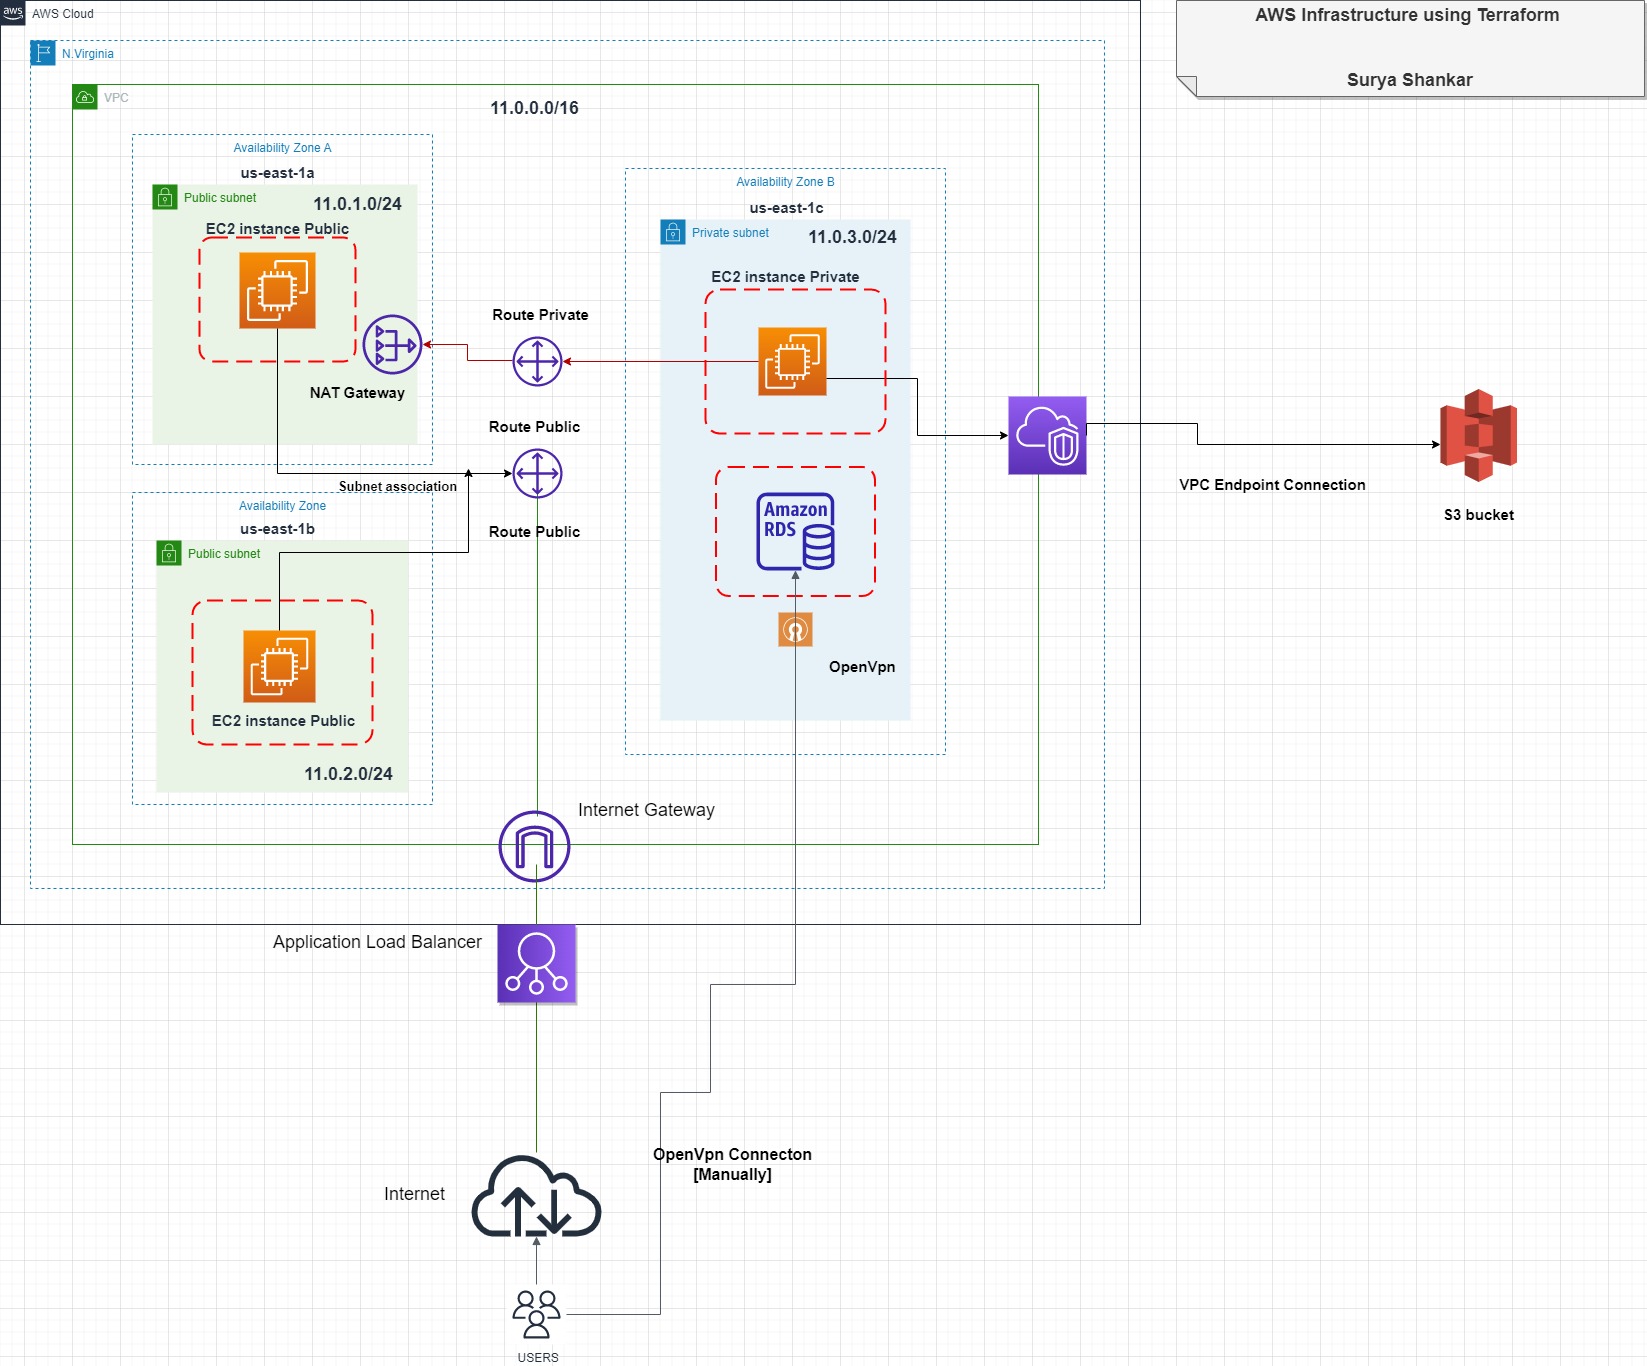 aws
AWS Cloud
AWS Infrastructure using Terraform
Surya Shankar
N.Virginia
VPC
11.0.0.0/16
Availability Zone A
us-east-1a
Public subnet
11.0.1.0/24
EC2 instance Public
NAT Gateway
Availability Zone B
us-east-1c
Private subnet
11.0.3.0/24
EC2 instance Private
Route Private
Route Public
Subnet association
Route Public
Availability Zone
us-east-1b
Public subnet
EC2 instance Public
11.0.2.0/24
Amazon
RDS
OpenVpn
VPC Endpoint Connection
S3 bucket
Internet Gateway
Application Load Balancer
OpenVpn Connecton
[Manually]
Internet
USERS